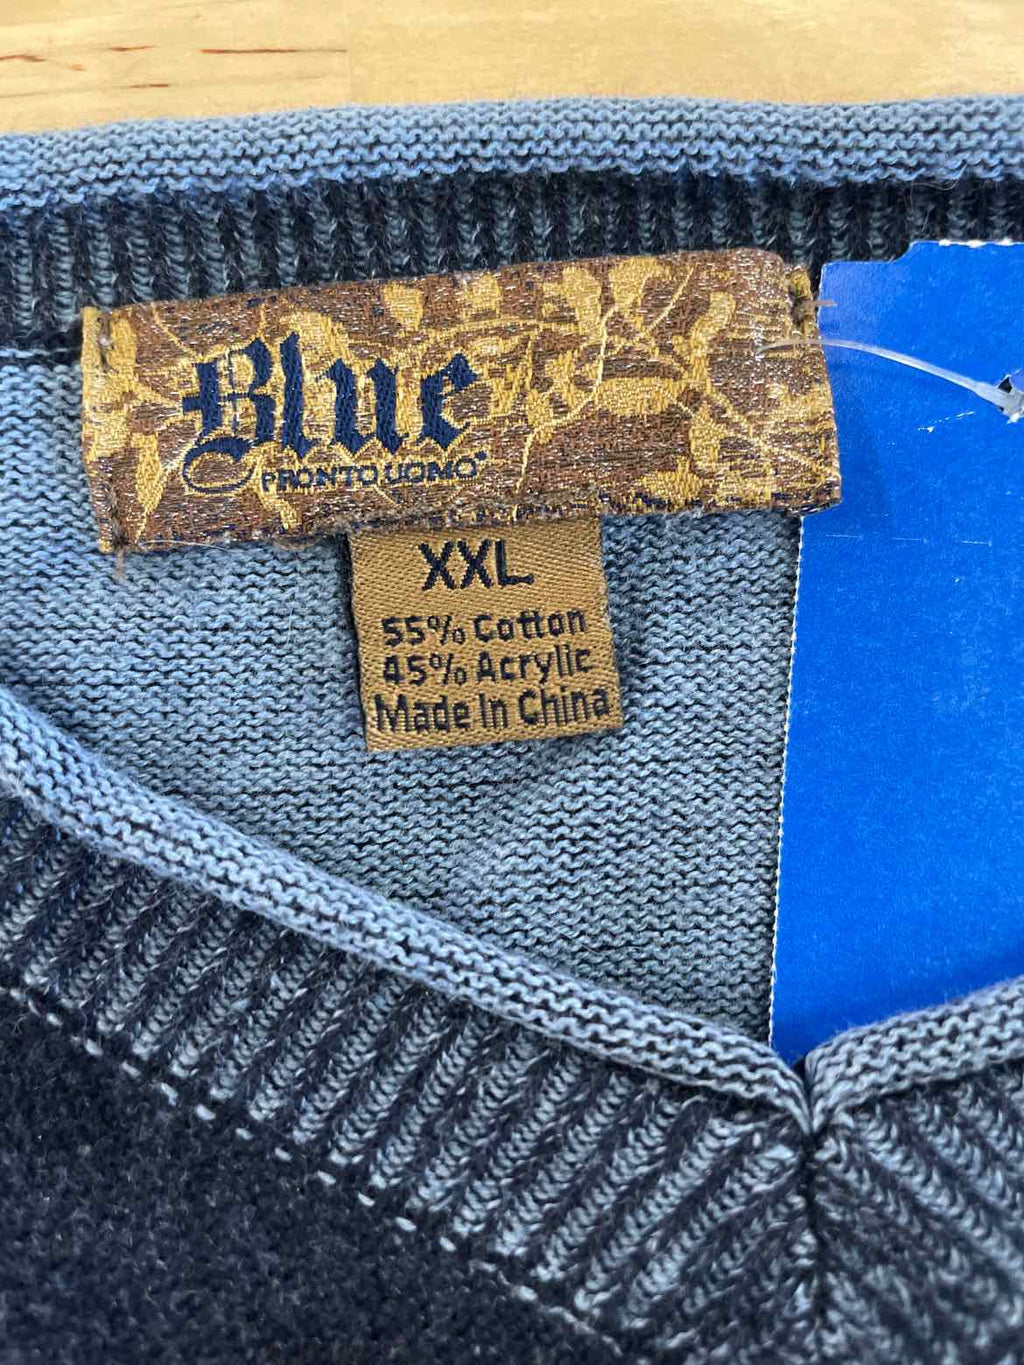 Blue
PRONTO UOMO
XXL
55% Cotton
45% Acrylic
Made In China